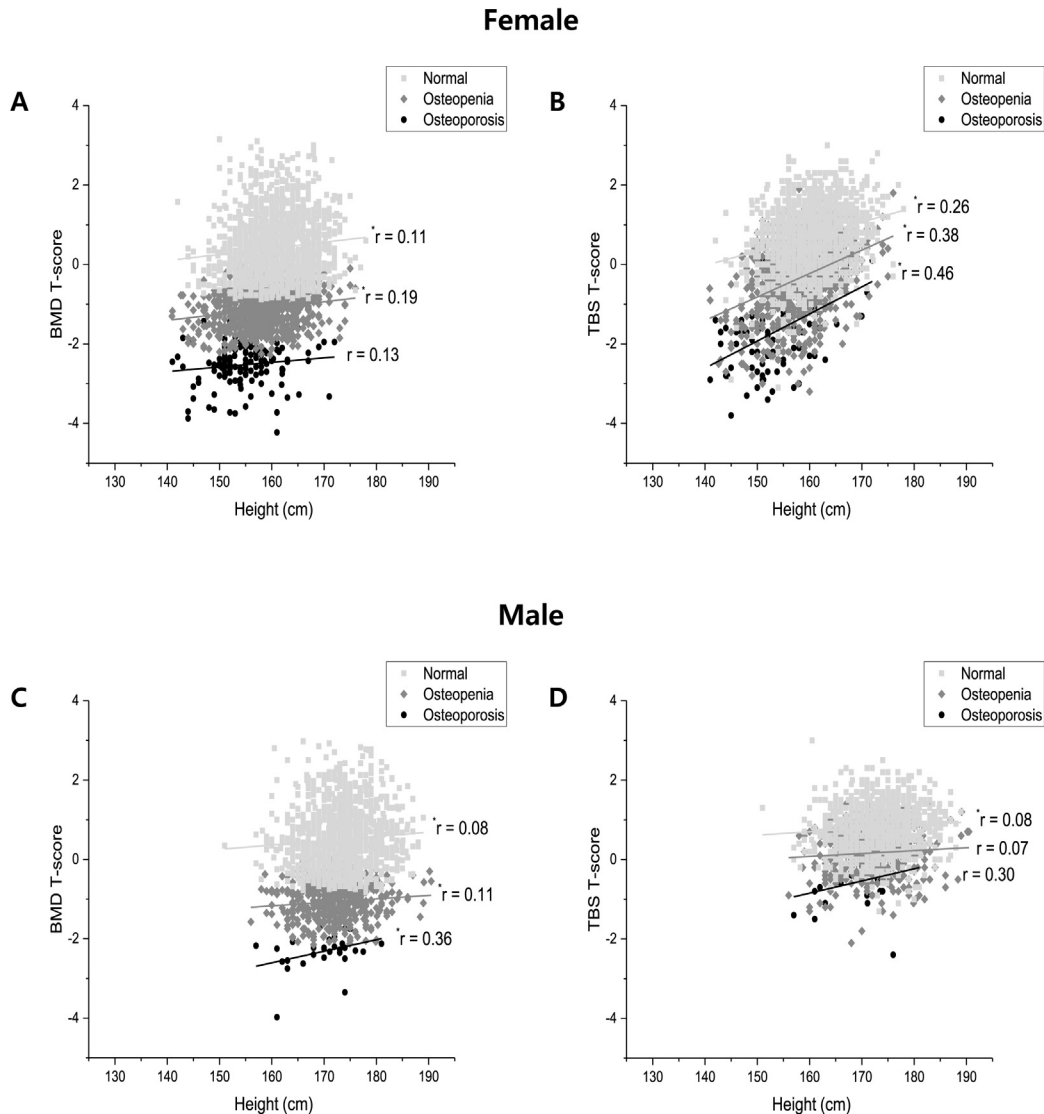 Female
A
Normal
Osteopenia
Osteoporosis
BMD T-score
4
2
0
-2
-4
*r = 0.11
*r = 0.19
r = 0.13
130 140 150 160 170 180 190
Height (cm)
B
Normal
Osteopenia
Osteoporosis
TBS T-score
4
2
0
-2
-4
*r = 0.26
*r = 0.38
*r = 0.46
130 140 150 160 170 180 190
Height (cm)
Male
C
Normal
Osteopenia
Osteoporosis
BMD T-score
4
2
0
-2
-4
*r = 0.08
*r = 0.11
*r = 0.36
130 140 150 160 170 180 190
Height (cm)
D
Normal
Osteopenia
Osteoporosis
TBS T-score
4
2
0
-2
-4
*r = 0.08
r = 0.07
r = 0.30
130 140 150 160 170 180 190
Height (cm)